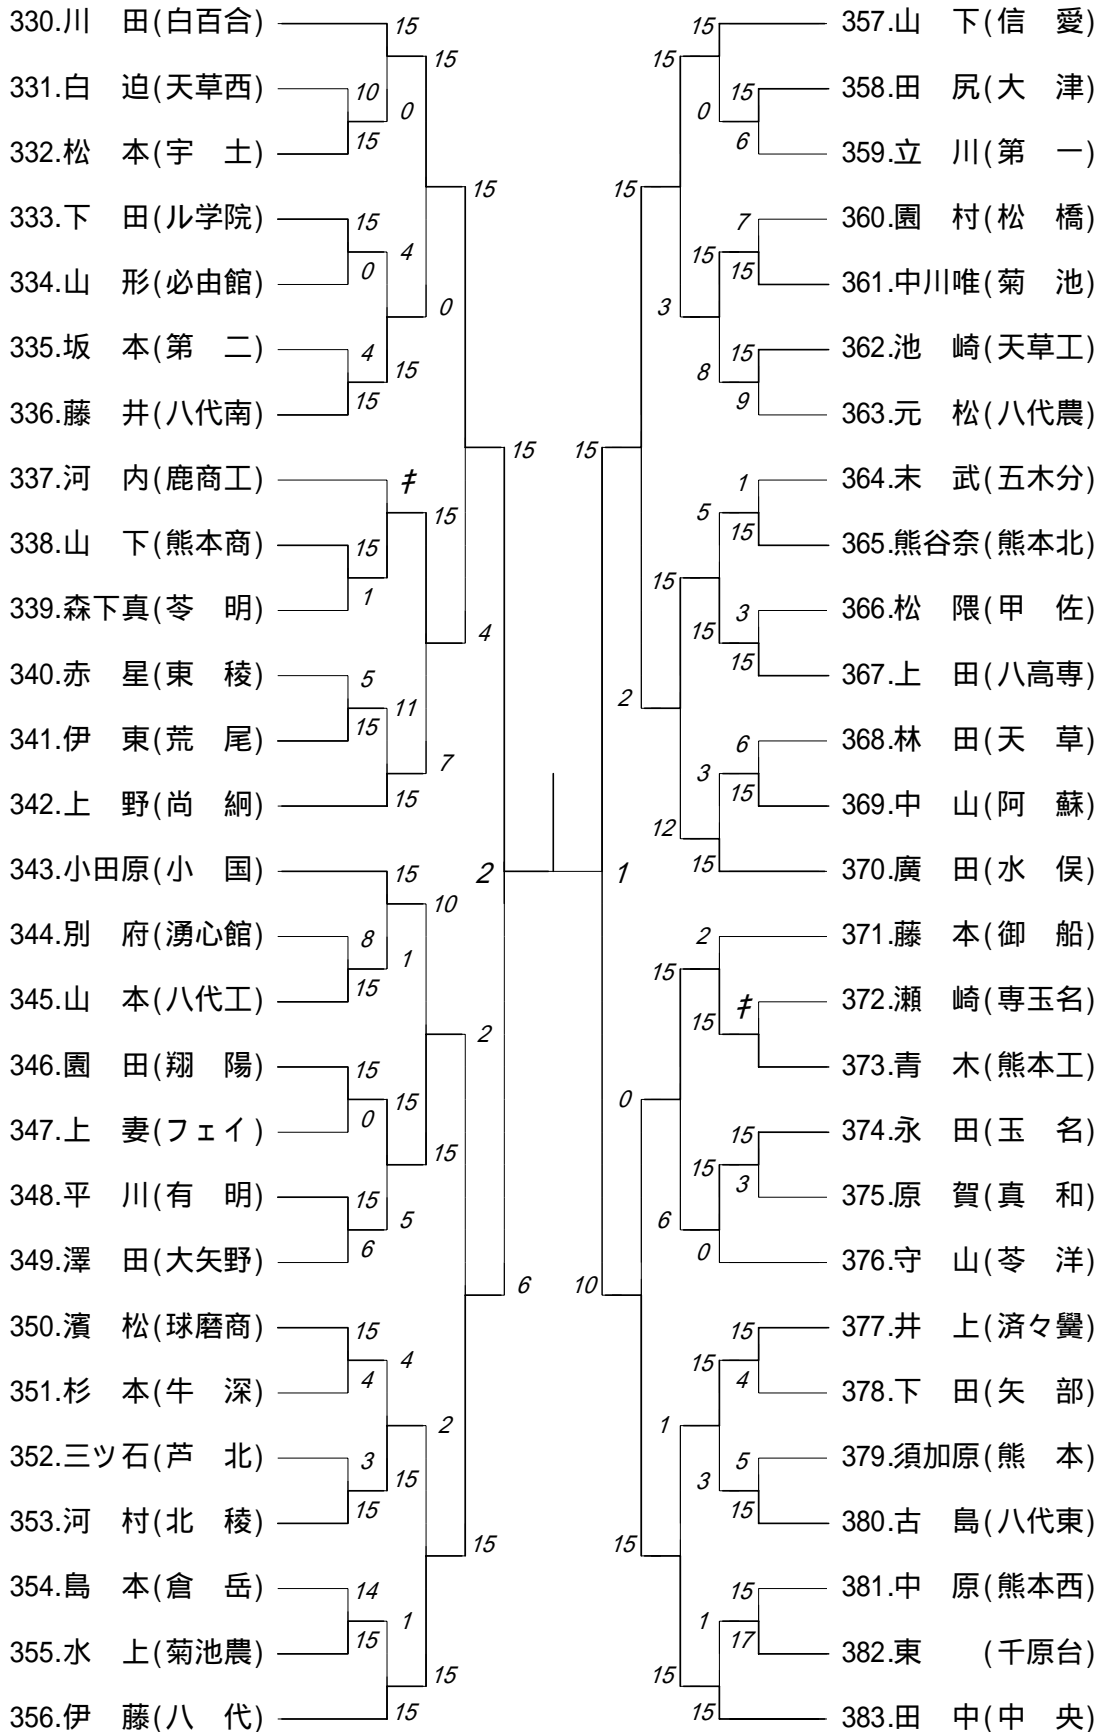 330.川　田(白百合)
331.白　迫(天草西)
332.松　本(宇　土)
333.下　田(ル学院)
334.山　形(必由館)
335.坂　本(第　二)
336.藤　井(八代南)
337.河　内(鹿商工)
338.山　下(熊本商)
339.森下真(苓　明)
340.赤　星(東　稜)
341.伊　東(荒　尾)
342.上　野(尚　絅)
343.小田原(小　国)
344.別　府(湧心館)
345.山　本(八代工)
346.園　田(翔　陽)
347.上　妻(フェイ)
348.平　川(有　明)
349.澤　田(大矢野)
350.濱　松(球磨商)
351.杉　本(牛　深)
352.三ツ石(芦　北)
353.河　村(北　稜)
354.島　本(倉　岳)
355.水　上(菊池農)
356.伊　藤(八　代)
15
10
15
0
15
15
0
4
15
4
15
15
0
15
キ
15
1
15
5
15
11
15
7
4
15
15
8
15
1
10
15
0
15
15
6
5
15
2
15
4
4
3
15
15
2
14
15
1
15
15
15
6
2
1
15
15
6
0
15
7
15
15
15
9
8
3
15
1
15
5
3
15
15
15
6
15
3
15
12
2
15
2
キ
15
15
15
3
15
0
6
0
15
4
15
5
15
3
1
15
17
1
15
15
15
10
357.山　下(信　愛)
358.田　尻(大　津)
359.立　川(第　一)
360.園　村(松　橋)
361.中川唯(菊　池)
362.池　崎(天草工)
363.元　松(八代農)
364.末　武(五木分)
365.熊谷奈(熊本北)
366.松　隈(甲　佐)
367.上　田(八高専)
368.林　田(天　草)
369.中　山(阿　蘇)
370.廣　田(水　俣)
371.藤　本(御　船)
372.瀬　崎(専玉名)
373.青　木(熊本工)
374.永　田(玉　名)
375.原　賀(真　和)
376.守　山(苓　洋)
377.井　上(済々黌)
378.下　田(矢　部)
379.須加原(熊　本)
380.古　島(八代東)
381.中　原(熊本西)
382.東　　(千原台)
383.田　中(中　央)